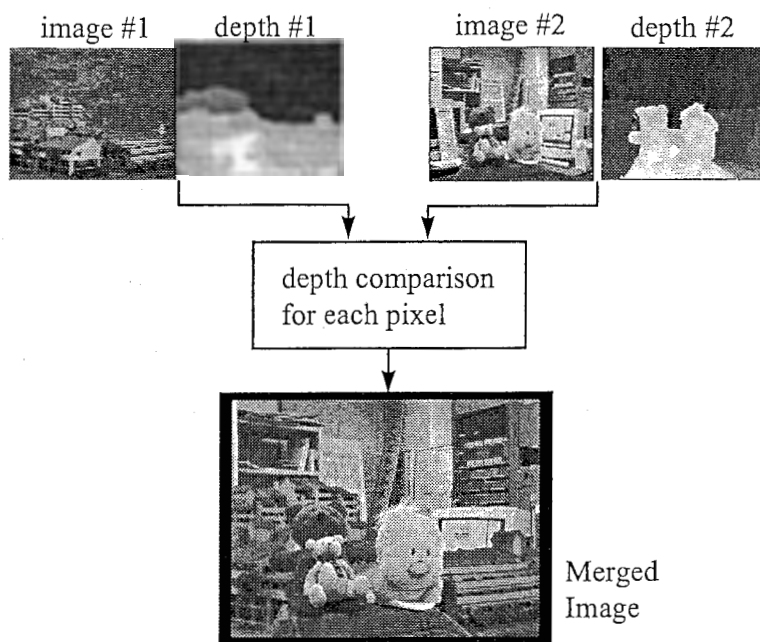 image #1
depth #1
image #2
depth #2
depth comparison
for each pixel
Merged
Image